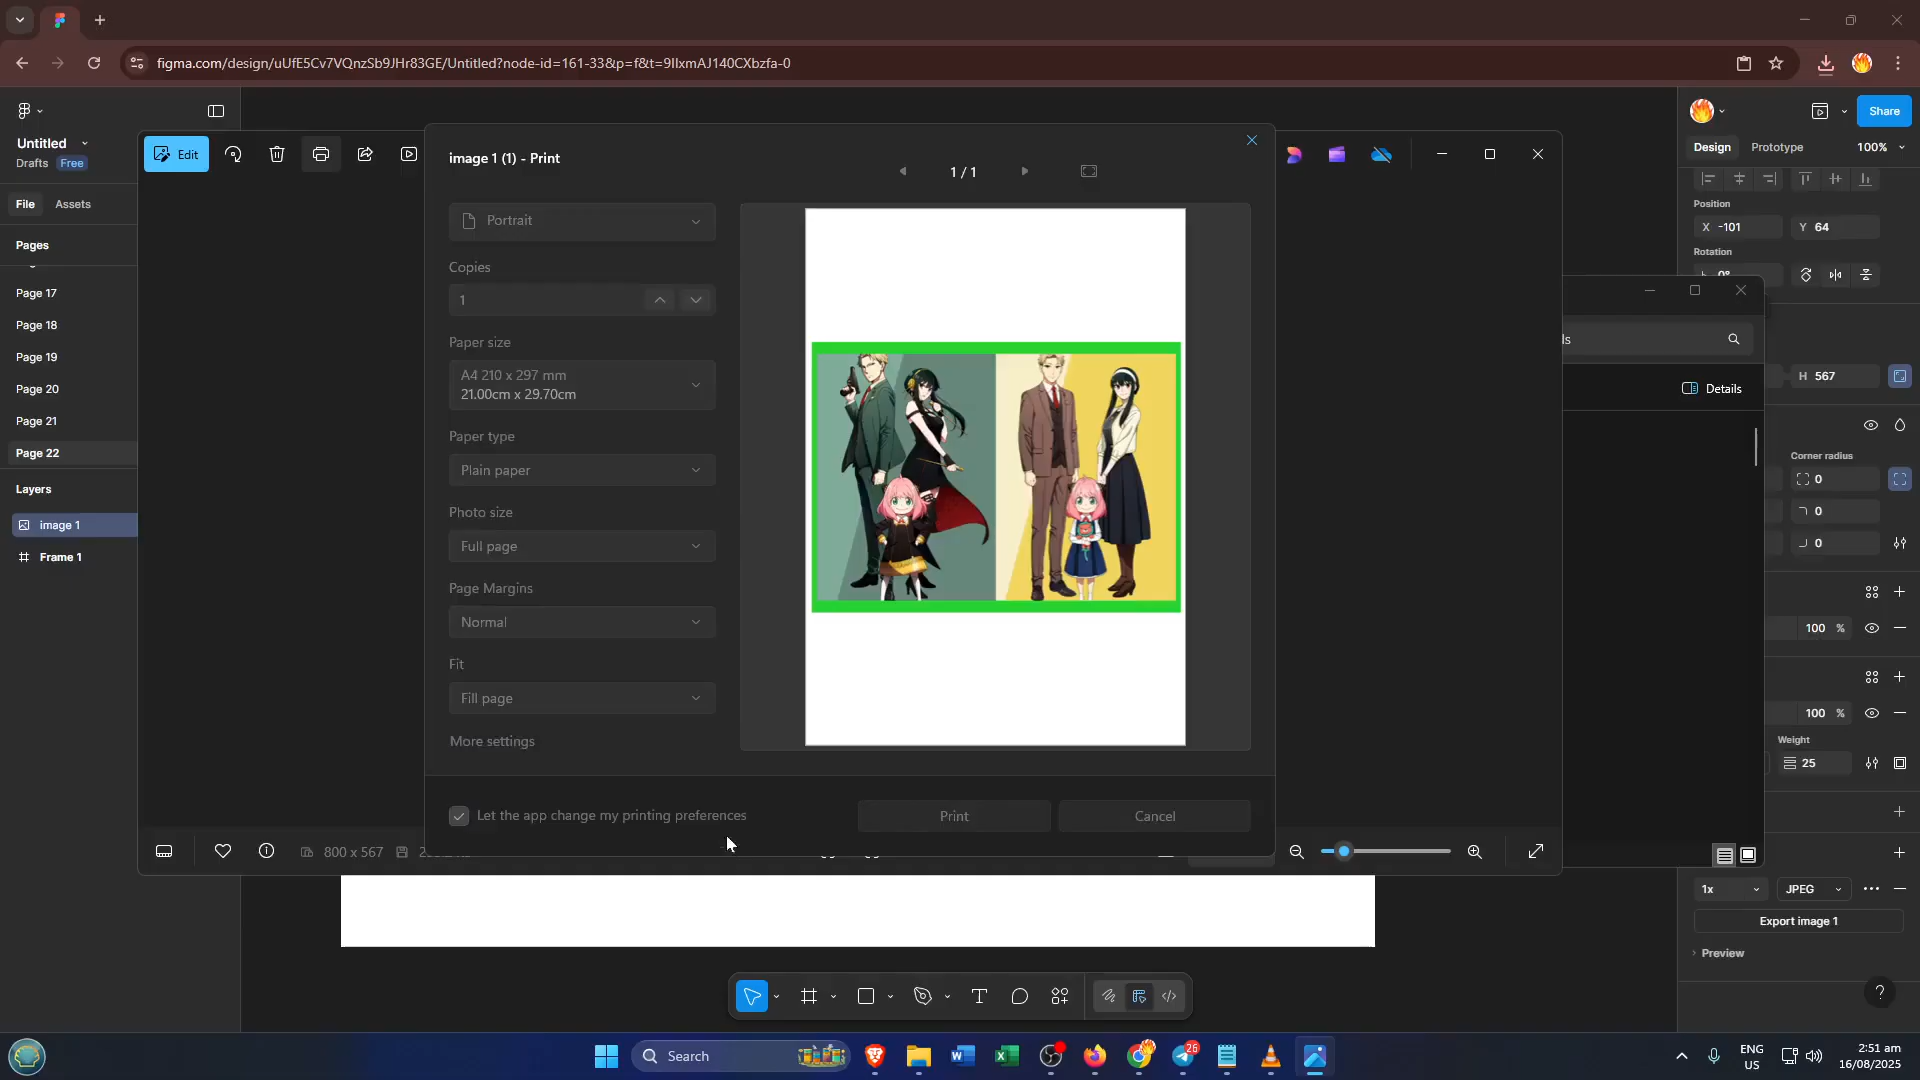 figma.com/design/uUfE5Cv7VQnzSb9JHr83GE/Untitled?node-id=161-33&p=f&t=9IlxmAJ140CXbzfa-0
Untitled
Drafts Free
File Assets
Pages
Page 17
Page 18
Page 19
Page 20
Page 21
Page 22
Layers
image 1
Frame 1
Edit
image 1 (1) - Print
1 / 1
Portrait
Copies
1
Paper size
A4 210 x 297 mm
21.00cm x 29.70cm
Paper type
Plain paper
Photo size
Full page
Page Margins
Normal
Fit
Fill page
More settings
Let the app change my printing preferences
Print
Cancel
800 x 567
Details
Share
Design Prototype 100%
Position
X -101 Y 64
Rotation
0°
H 567
Corner radius
0
0
0
100 %
100 %
Weight
25
1x JPEG
Export image 1
Preview
?
Search
26
ENG
US
2:51 am
16/08/2025